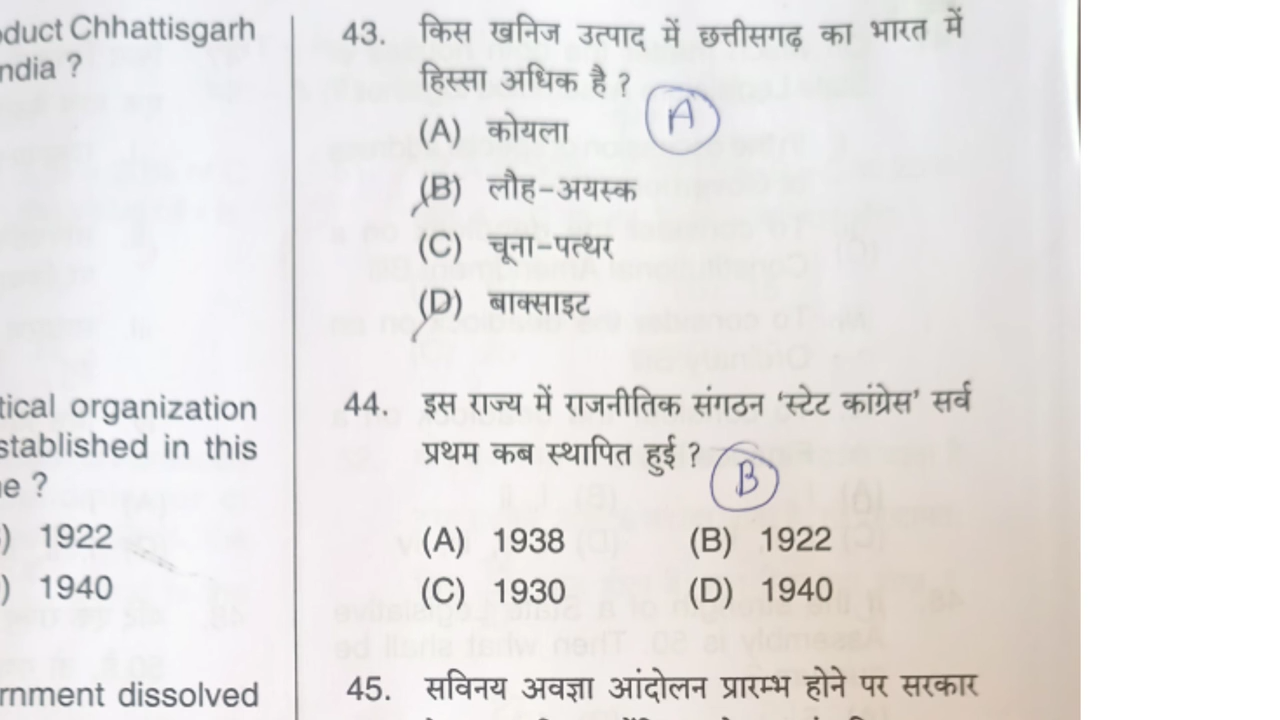 oduct Chhattisgarh
ndia ?
tical organization
stablished in this
e ?
) 1922
) 1940
rnment dissolved
43. किस खनिज उत्पाद में छत्तीसगढ़ का भारत में
हिस्सा अधिक है ?
A
(A) कोयला
(B) लौह-अयस्क
(C) चूना-पत्थर
(D) बाक्साइट
44. इस राज्य में राजनीतिक संगठन ‘स्टेट कांग्रेस’ सर्व
प्रथम कब स्थापित हुई ?
B
(A) 1938 (B) 1922
(C) 1930 (D) 1940
45. सविनय अवज्ञा आंदोलन प्रारम्भ होने पर सरकार